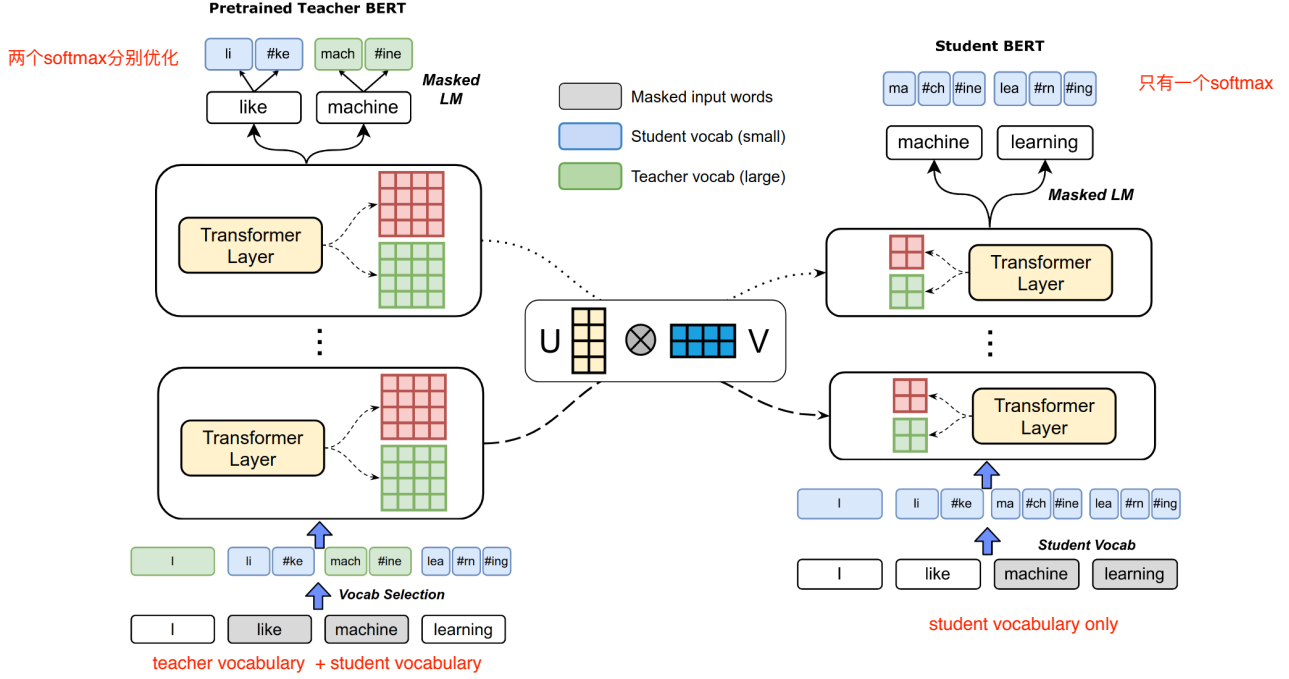 Pretrained Teacher BERT
两个softmax分别优化
li #ke mach #ine
Masked
LM
like machine
Transformer
Layer
Transformer
Layer
I li #ke mach #ine lea #rn #ing
Vocab Selection
I like machine learning
teacher vocabulary + student vocabulary
Masked input words
Student vocab (small)
Teacher vocab (large)
U V
Student BERT
只有一个softmax
ma #ch #ine lea #rn #ing
machine learning
Masked LM
Transformer
Layer
Transformer
Layer
I li #ke ma #ch #ine lea #rn #ing
Student Vocab
I like machine learning
student vocabulary only